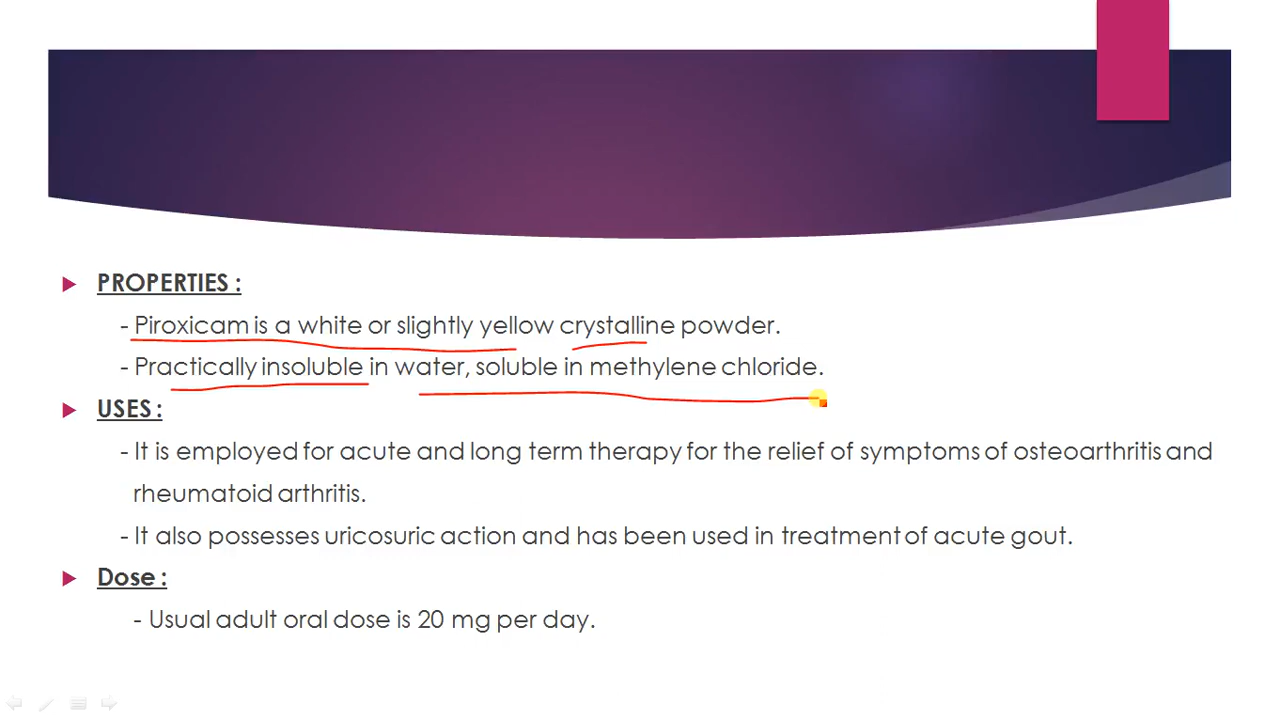 PROPERTIES :
- Piroxicam is a white or slightly yellow crystalline powder.
- Practically insoluble in water, soluble in methylene chloride.
USES :
- It is employed for acute and long term therapy for the relief of symptoms of osteoarthritis and
rheumatoid arthritis.
- It also possesses uricosuric action and has been used in treatment of acute gout.
Dose :
- Usual adult oral dose is 20 mg per day.